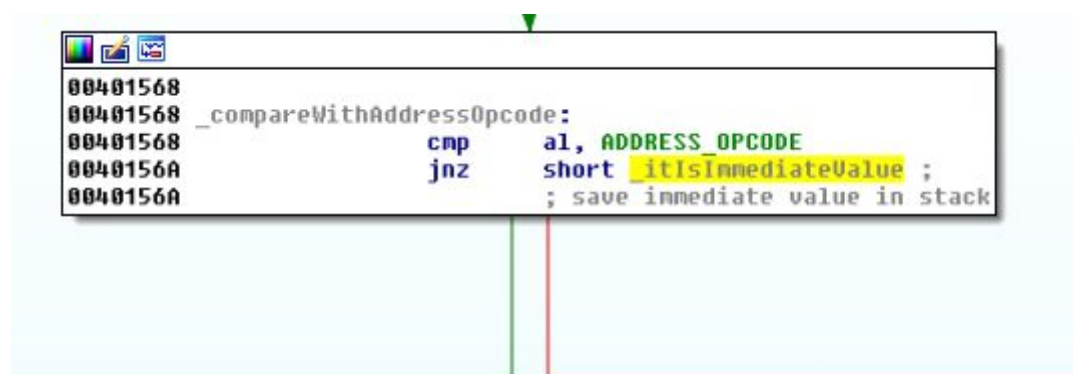 00401568
00401568 _compareWithAddressOpcode:
00401568 cmp al, ADDRESS_OPCODE
0040156A jnz short _itIsImmediateValue ;
0040156A ; save immediate value in stack